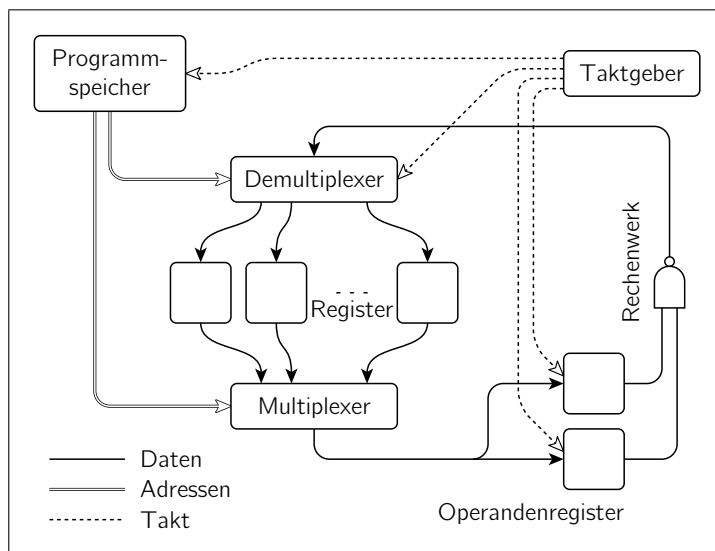 Programm-
speicher
Taktgeber
Demultiplexer
Register
Rechenwerk
Multiplexer
Daten
Adressen
Takt
Operandenregister